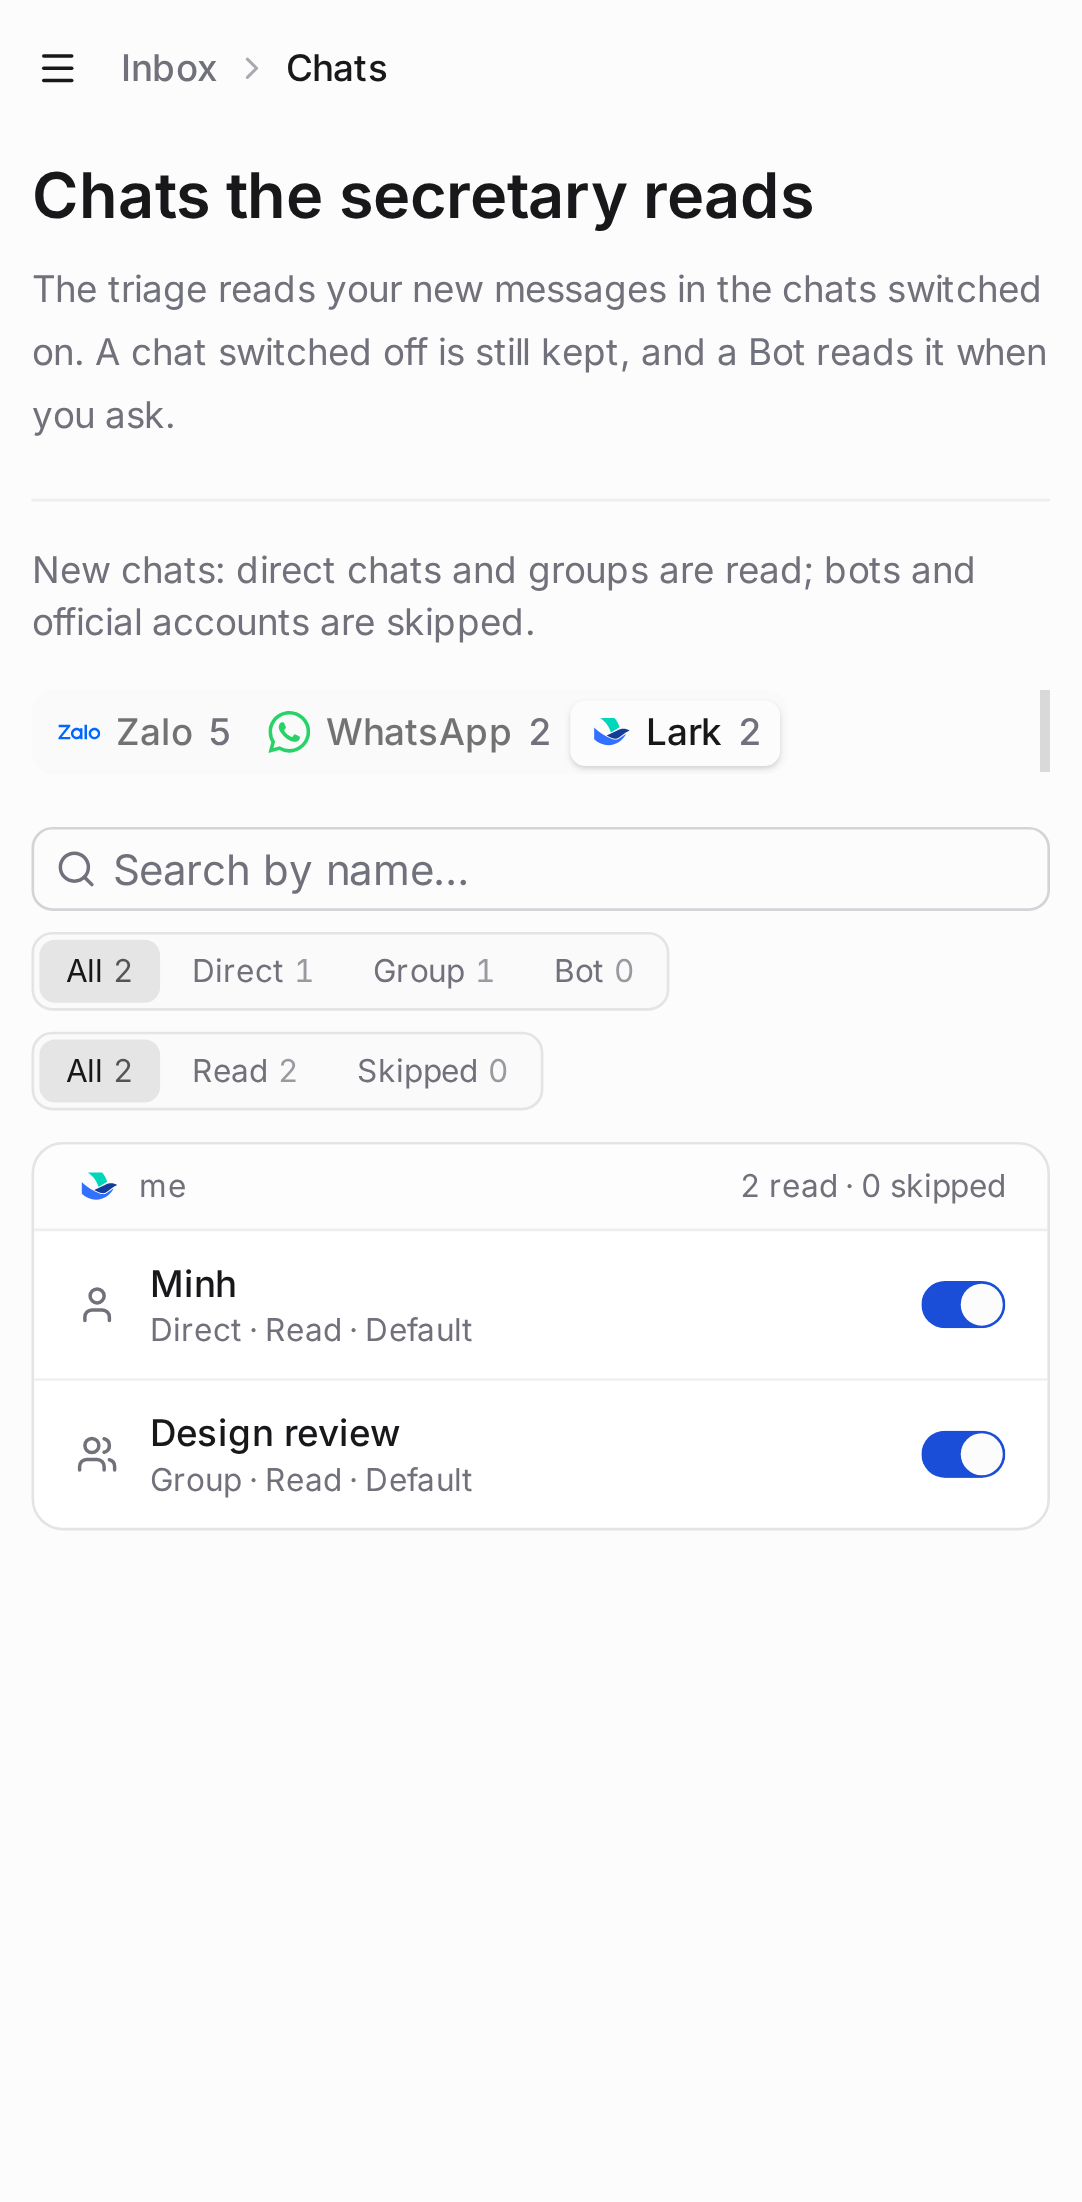 Inbox > Chats
Chats the secretary reads
The triage reads your new messages in the chats switched
on. A chat switched off is still kept, and a Bot reads it when
you ask.
New chats: direct chats and groups are read; bots and
official accounts are skipped.
Zalo Zalo 5 WhatsApp 2 Lark 2
Search by name...
All 2 Direct 1 Group 1 Bot 0
All 2 Read 2 Skipped 0
me 2 read · 0 skipped
Minh
Direct · Read · Default
Design review
Group · Read · Default